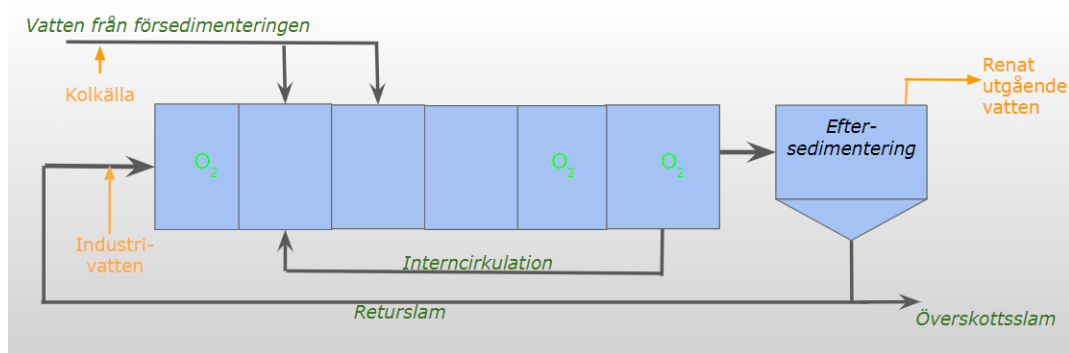 Vatten från försedimenteringen
Kolkälla
Renat
utgående
vatten
Efter-
sedimentering
O2
O2
O2
Industri-
vatten
Interncirkulation
Returslam
Överskottsslam